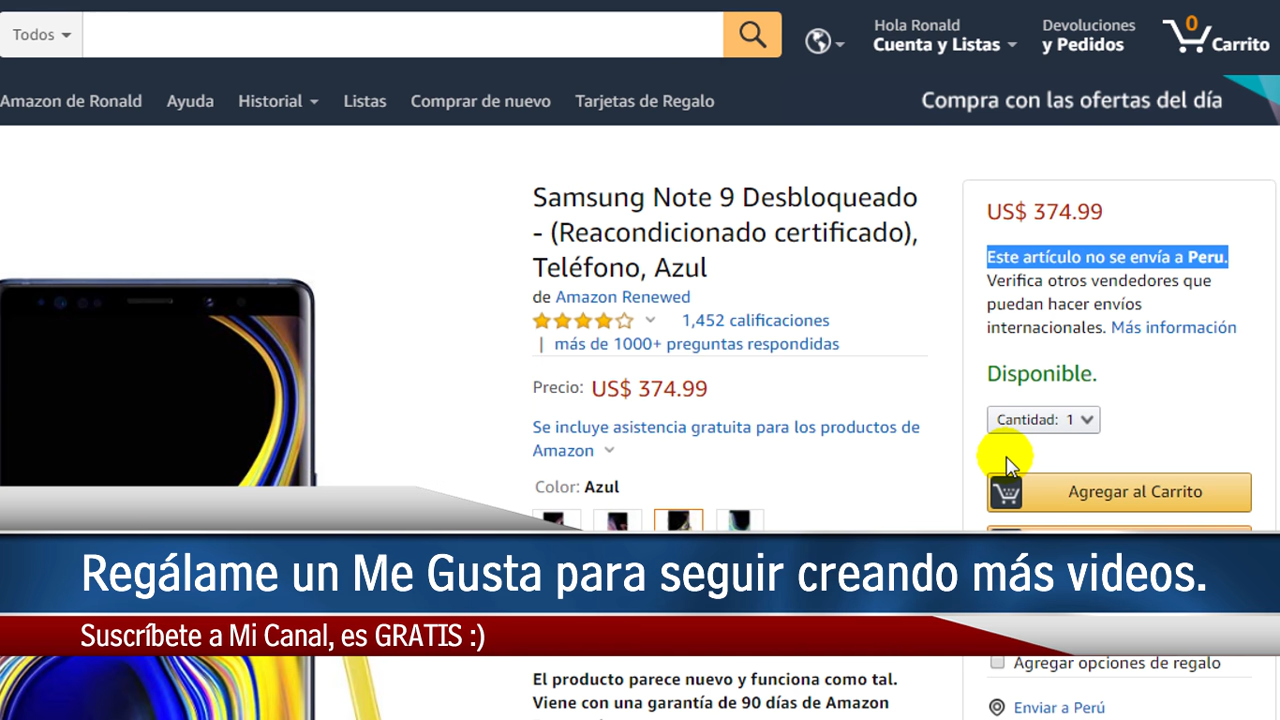 Todos
0
Hola Ronald
Cuenta y Listas
Devoluciones
y Pedidos
Carrito
Amazon de Ronald
Ayuda
Historial
Listas
Comprar de nuevo
Tarjetas de Regalo
Compra con las ofertas del día
Samsung Note 9 Desbloqueado
- (Reacondicionado certificado),
Teléfono, Azul
de Amazon Renewed
1,452 calificaciones
| más de 1000+ preguntas respondidas
Precio: US$ 374.99
Se incluye asistencia gratuita para los productos de
Amazon
Color: Azul
US$ 374.99
Este artículo no se envía a Peru.
Verifica otros vendedores que
puedan hacer envíos
internacionales. Más información
Disponible.
Cantidad: 1
Agregar al Carrito
Regálame un Me Gusta para seguir creando más videos.
Suscríbete a Mi Canal, es GRATIS :)
El producto parece nuevo y funciona como tal.
Viene con una garantía de 90 días de Amazon
Agregar opciones de regalo
Enviar a Perú